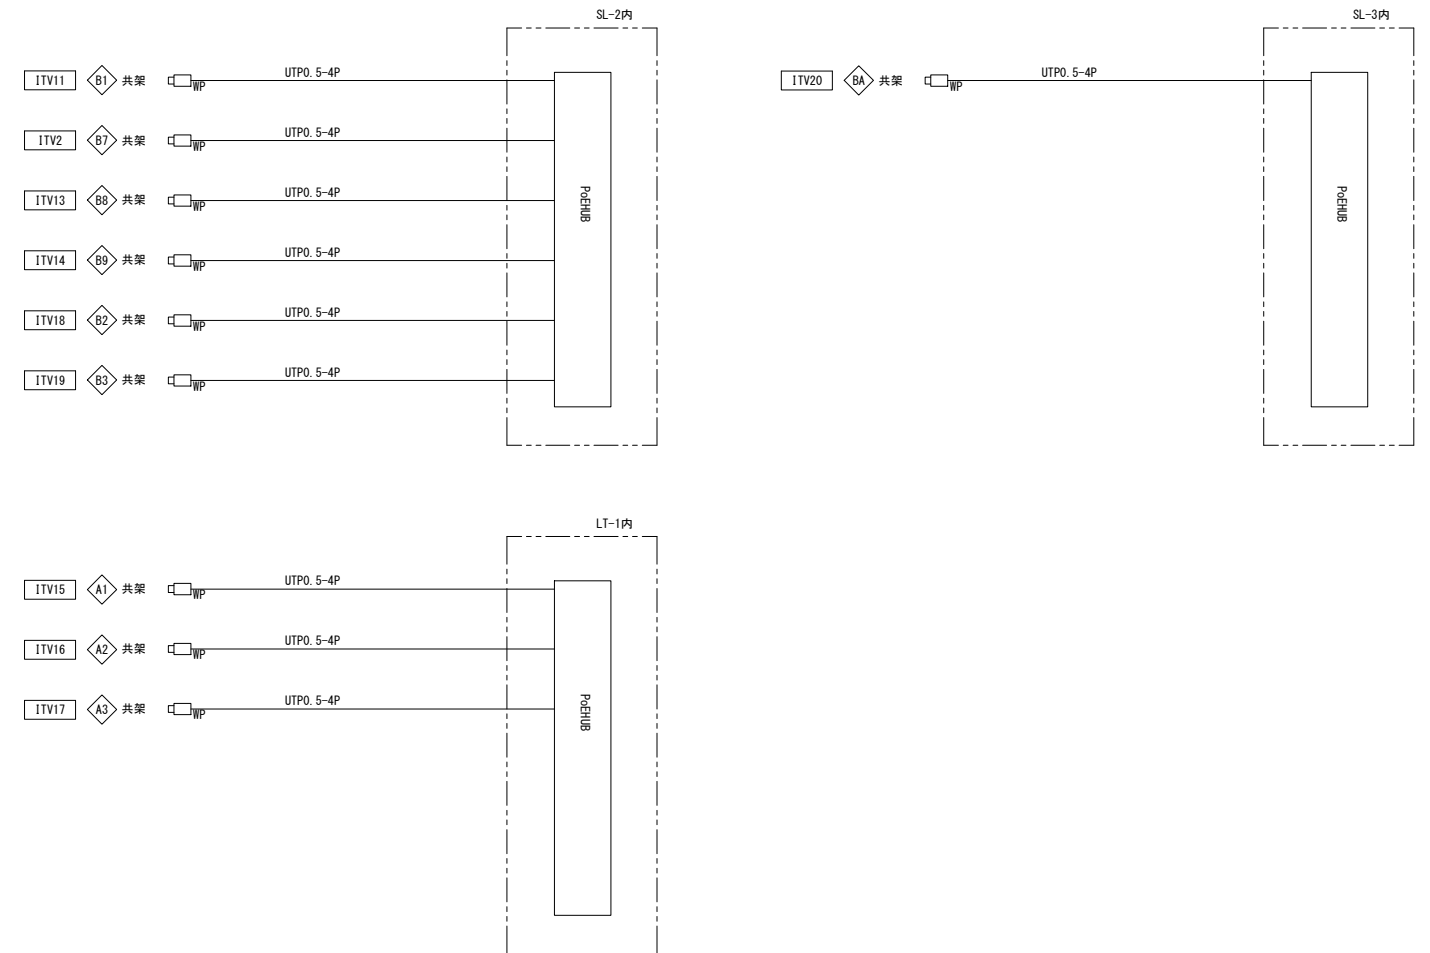 SL-2内
ITV11 B1 共架 WP UTP0.5-4P
ITV2 B7 共架 WP UTP0.5-4P
ITV13 B8 共架 WP UTP0.5-4P
ITV14 B9 共架 WP UTP0.5-4P
ITV18 B2 共架 WP UTP0.5-4P
ITV19 B3 共架 WP UTP0.5-4P
PoEHUB
SL-3内
ITV20 BA 共架 WP UTP0.5-4P
PoEHUB
LT-1内
ITV15 A1 共架 WP UTP0.5-4P
ITV16 A2 共架 WP UTP0.5-4P
ITV17 A3 共架 WP UTP0.5-4P
PoEHUB